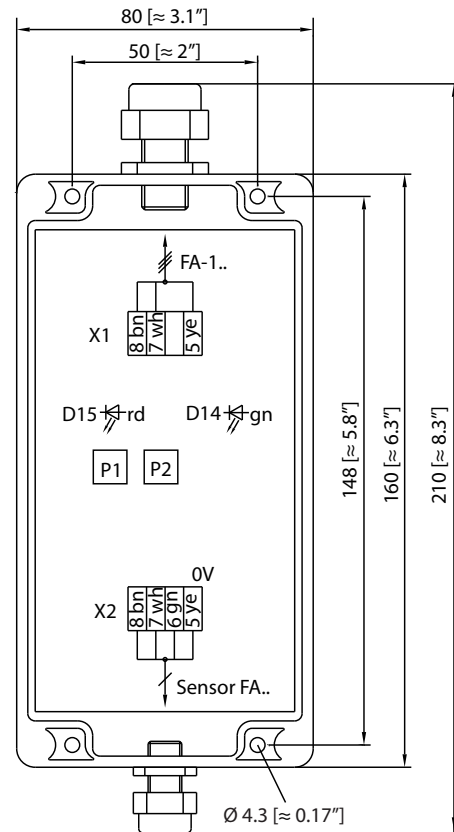 80 [≈ 3.1"]
50 [≈ 2"]
FA-1..
X1
8 bn
7 wh
5 ye
D15 rd
D14 gn
P1
P2
148 [≈ 5.8"]
160 [≈ 6.3"]
210 [≈ 8.3"]
0V
X2
8 bn
7 wh
6 gn
5 ye
Sensor FA..
Ø 4.3 [≈ 0.17"]